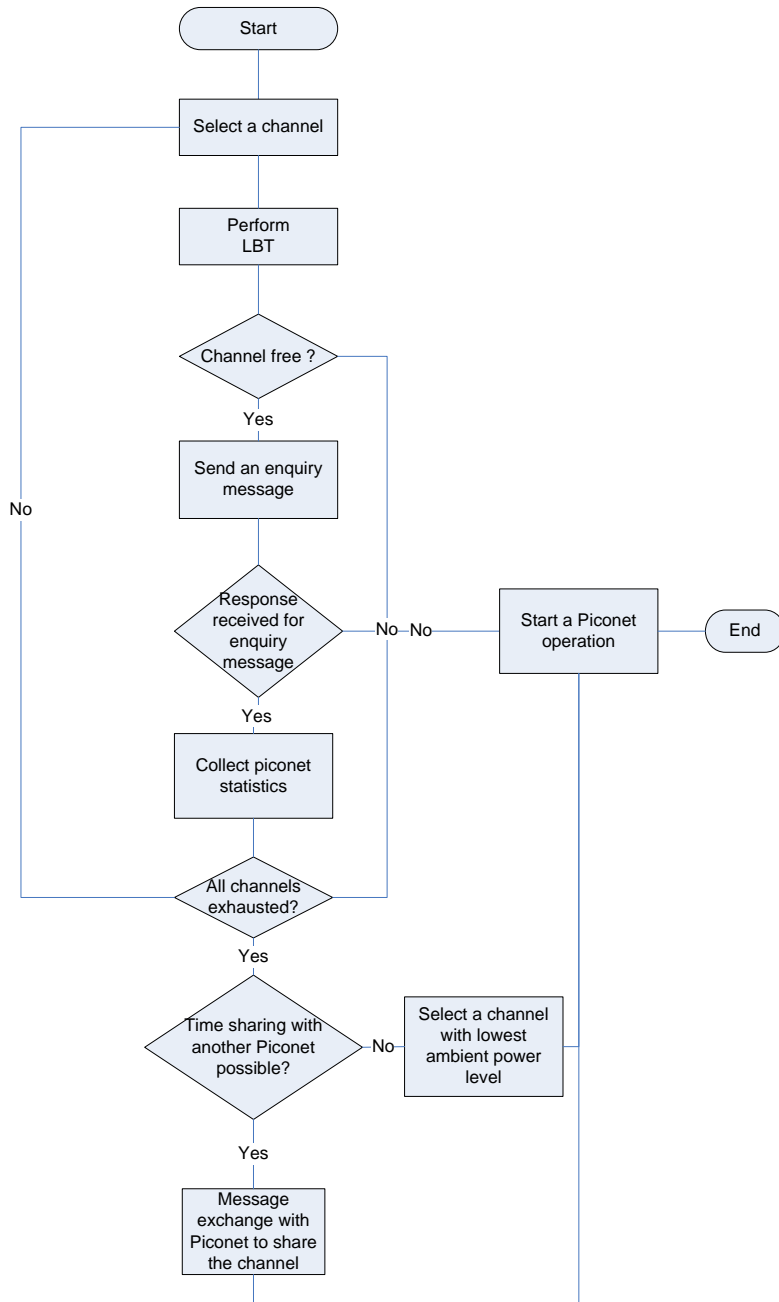 Start
Select a channel
Perform
LBT
Channel free ?
Yes
Send an enquiry
message
No
Response
received for
enquiry
message
No
No
Start a Piconet
operation
End
Yes
Collect piconet
statistics
All channels
exhausted?
Yes
Time sharing with
another Piconet
possible?
No
Select a channel
with lowest
ambient power
level
Yes
Message
exchange with
Piconet to share
the channel